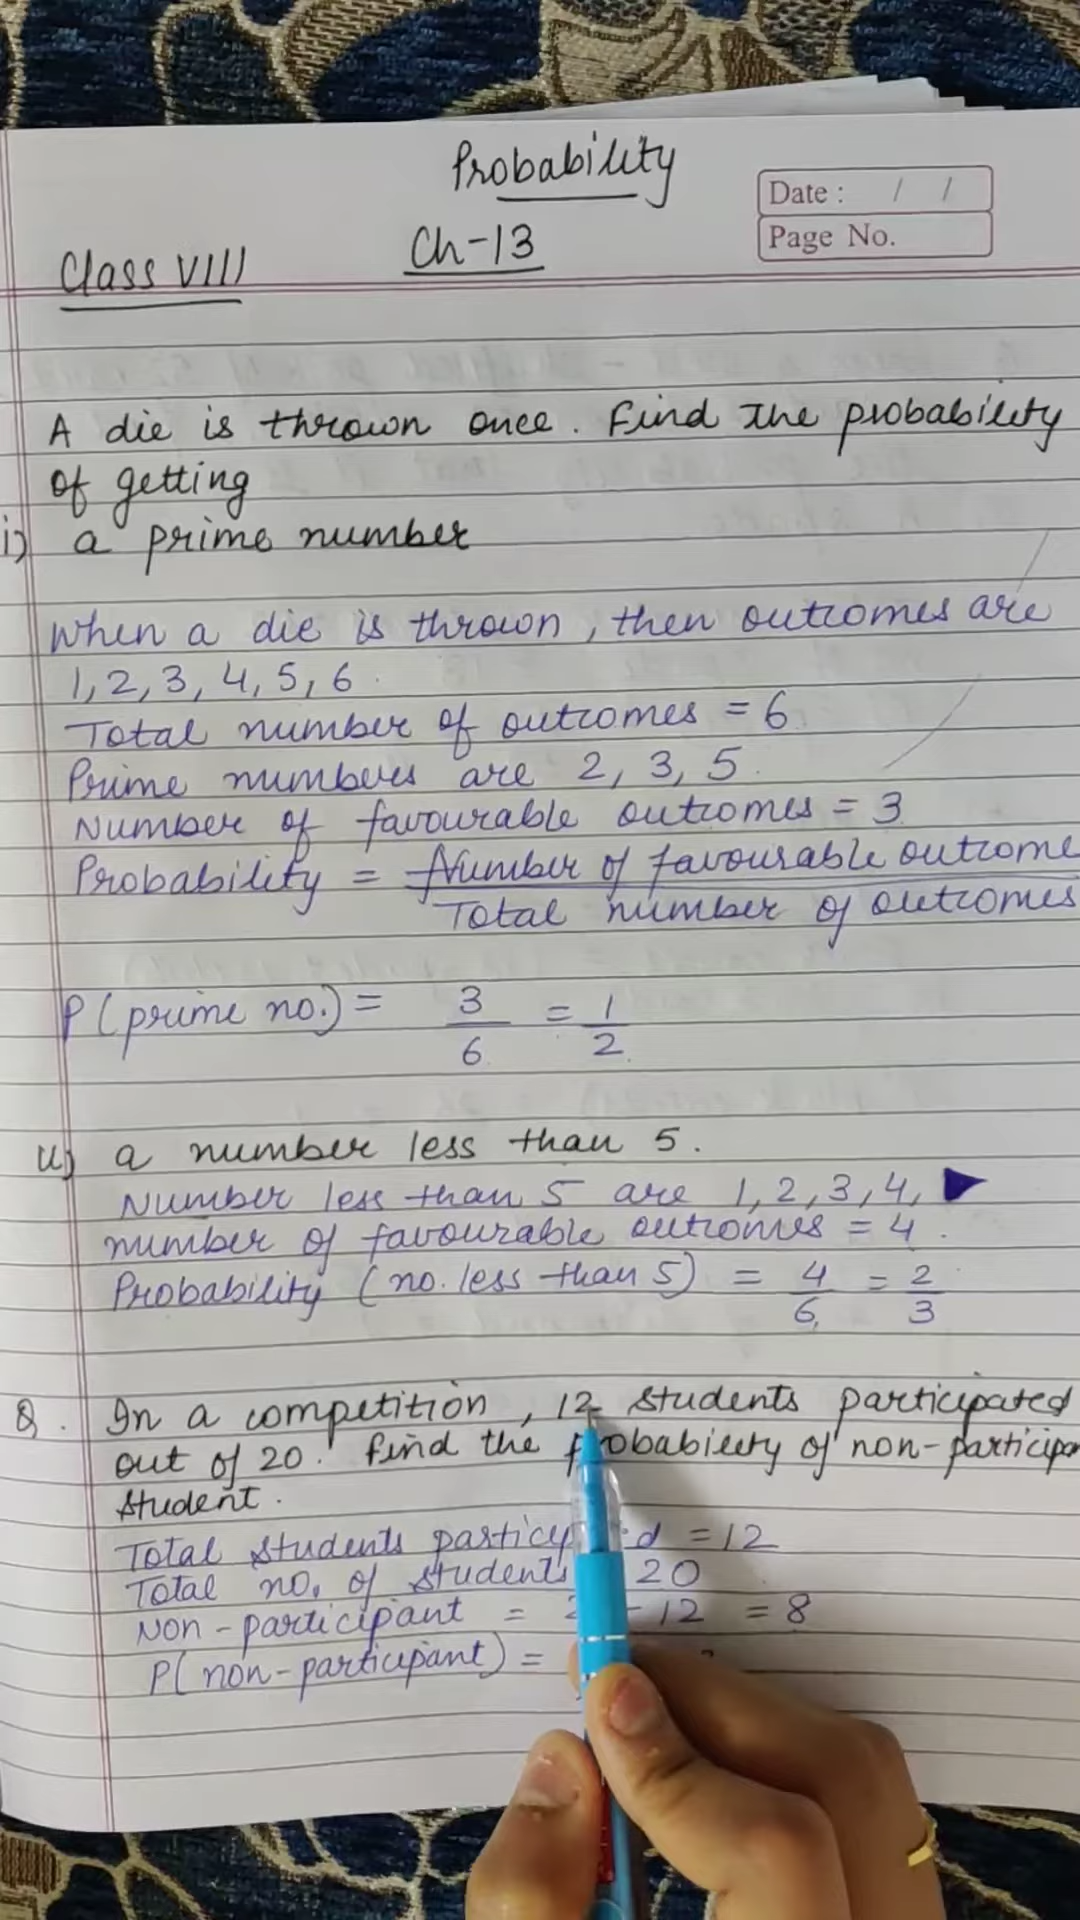 Probability
Date : / /
Page No.
Ch-13
Class VIII
A die is thrown once. Find the probability
of getting
i) a prime number
When a die is thrown, then outcomes are
1, 2, 3, 4, 5, 6.
Total number of outcomes = 6
Prime numbers are 2, 3, 5.
Number of favourable outcomes = 3
Probability = Number of favourable outcome
Total number of outcomes
P(prime no.) = 3/6 = 1/2
ii) a number less than 5.
Number less than 5 are 1, 2, 3, 4,
number of favourable outcomes = 4.
Probability (no. less than 5) = 4/6 = 2/3
Q. In a competition, 12 students participated
out of 20. Find the probability of non-participa
student.
Total students = 12
Total no. of students 20
Non-participant = - 12 = 8
P(non-participant) =